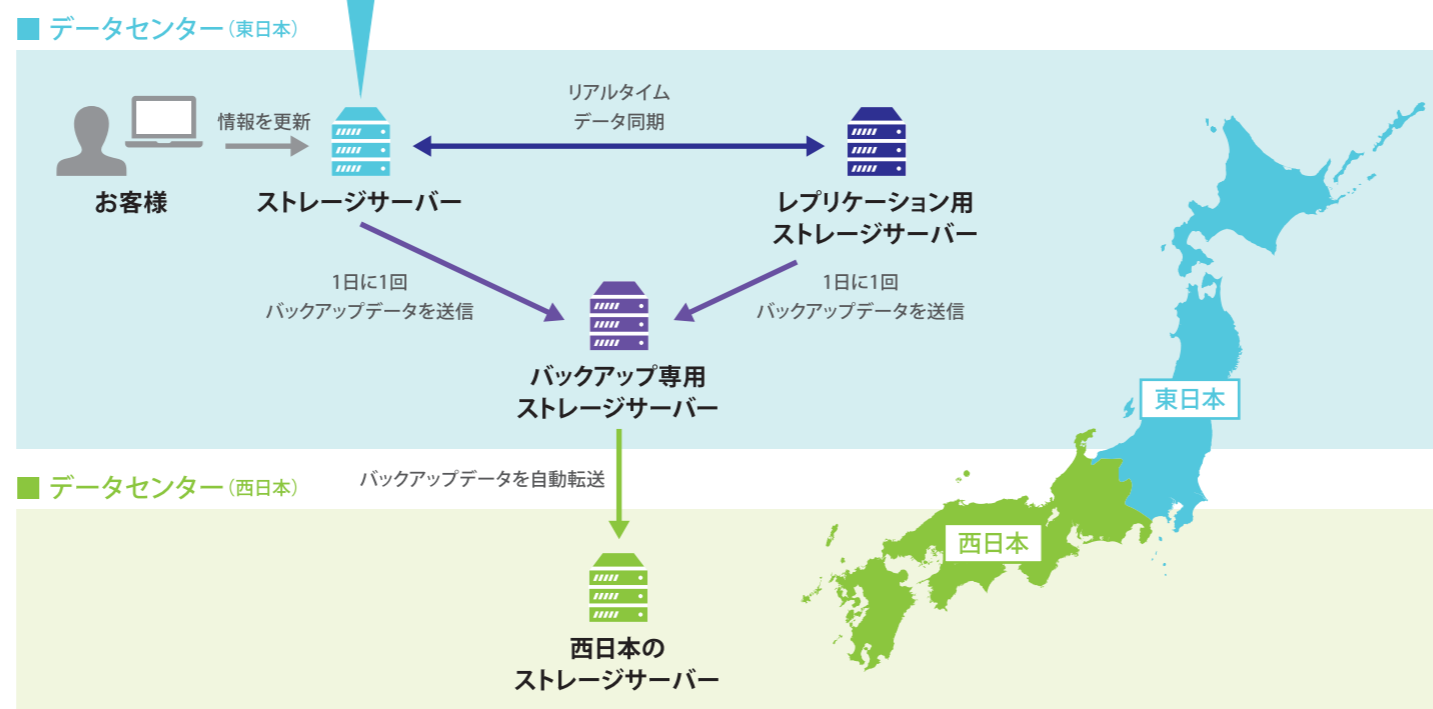 データセンター（東日本）
リアルタイム
データ同期
情報を更新
お客様
ストレージサーバー
レプリケーション用
ストレージサーバー
1日に1回
バックアップデータを送信
1日に1回
バックアップデータを送信
バックアップ専用
ストレージサーバー
東日本
データセンター（西日本）
バックアップデータを自動転送
西日本
西日本の
ストレージサーバー